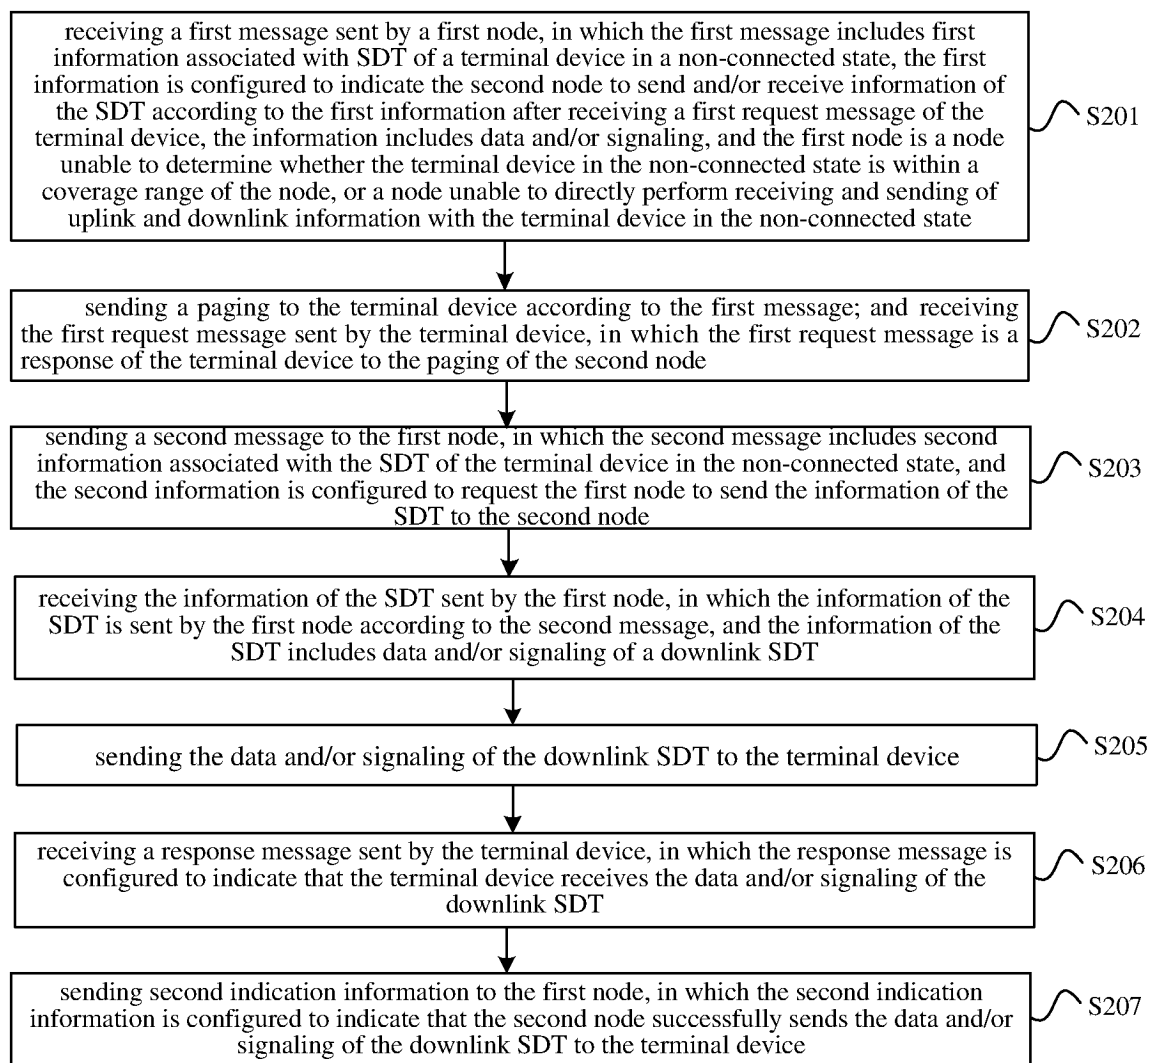 receiving a first message sent by a first node, in which the first message includes first
information associated with SDT of a terminal device in a non-connected state, the first
information is configured to indicate the second node to send and/or receive information of
the SDT according to the first information after receiving a first request message of the
terminal device, the information includes data and/or signaling, and the first node is a node
unable to determine whether the terminal device in the non-connected state is within a
coverage range of the node, or a node unable to directly perform receiving and sending of
uplink and downlink information with the terminal device in the non-connected state
S201
sending a paging to the terminal device according to the first message; and receiving
the first request message sent by the terminal device, in which the first request message is a
response of the terminal device to the paging of the second node
S202
sending a second message to the first node, in which the second message includes second
information associated with the SDT of the terminal device in the non-connected state, and
the second information is configured to request the first node to send the information of the
SDT to the second node
S203
receiving the information of the SDT sent by the first node, in which the information of the
SDT is sent by the first node according to the second message, and the information of the
SDT includes data and/or signaling of a downlink SDT
S204
sending the data and/or signaling of the downlink SDT to the terminal device
S205
receiving a response message sent by the terminal device, in which the response message is
configured to indicate that the terminal device receives the data and/or signaling of the
downlink SDT
S206
sending second indication information to the first node, in which the second indication
information is configured to indicate that the second node successfully sends the data and/or
signaling of the downlink SDT to the terminal device
S207